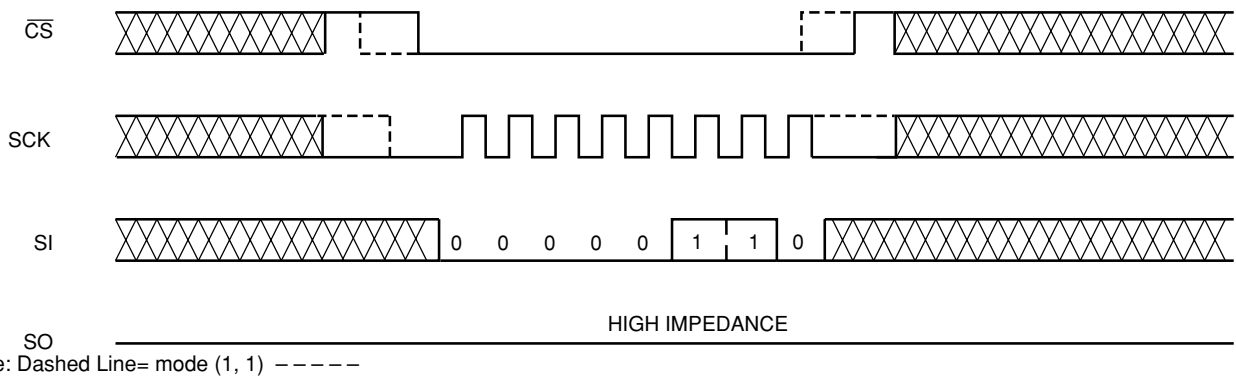 CS
SCK
SI 0 0 0 0 0 1 1 0
HIGH IMPEDANCE
SO
e: Dashed Line= mode (1, 1) – – – – –